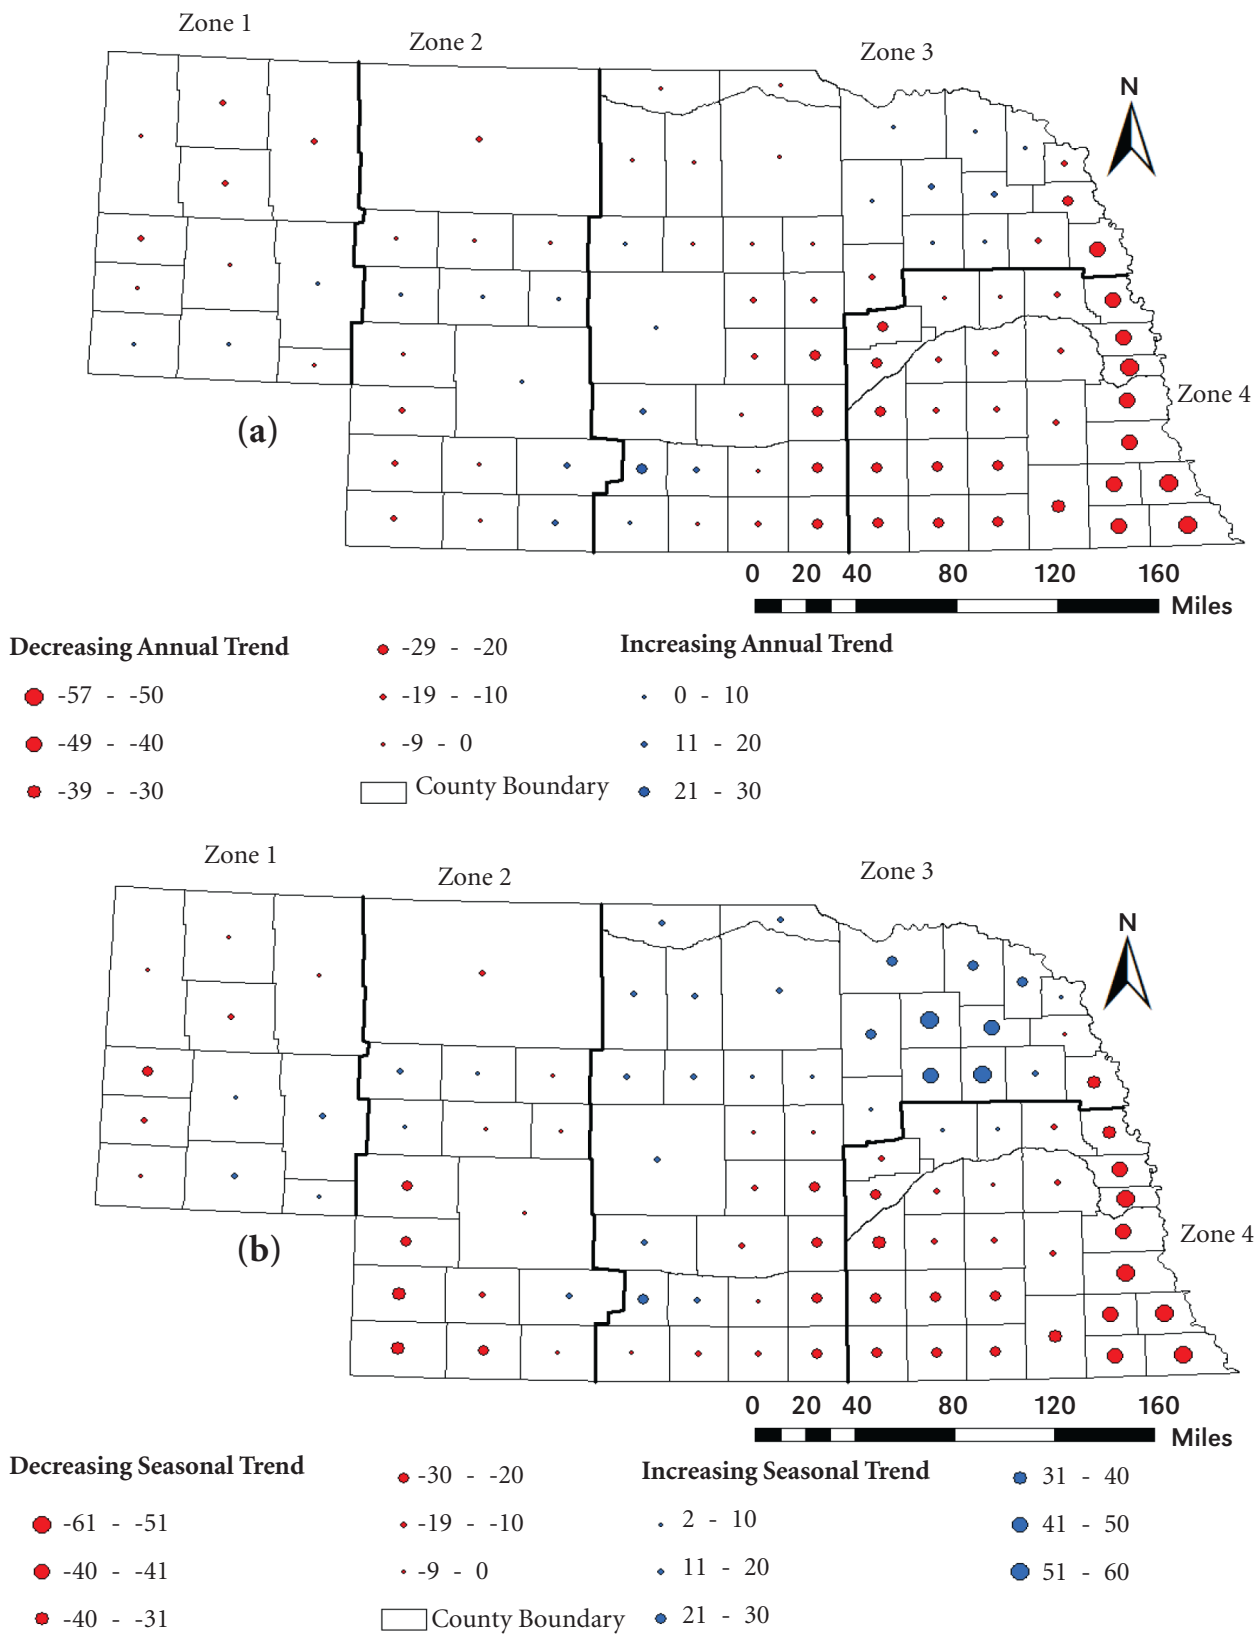 Zone 1
Zone 2
Zone 3
N
Zone 4
(a)
0 20 40 80 120 160
Miles
Decreasing Annual Trend
-57 - -50
-49 - -40
-39 - -30
-29 - -20
-19 - -10
-9 - 0
County Boundary
Increasing Annual Trend
0 - 10
11 - 20
21 - 30
Zone 1
Zone 2
Zone 3
N
Zone 4
(b)
0 20 40 80 120 160
Miles
Decreasing Seasonal Trend
-61 - -51
-40 - -41
-40 - -31
-30 - -20
-19 - -10
-9 - 0
County Boundary
Increasing Seasonal Trend
2 - 10
11 - 20
21 - 30
31 - 40
41 - 50
51 - 60